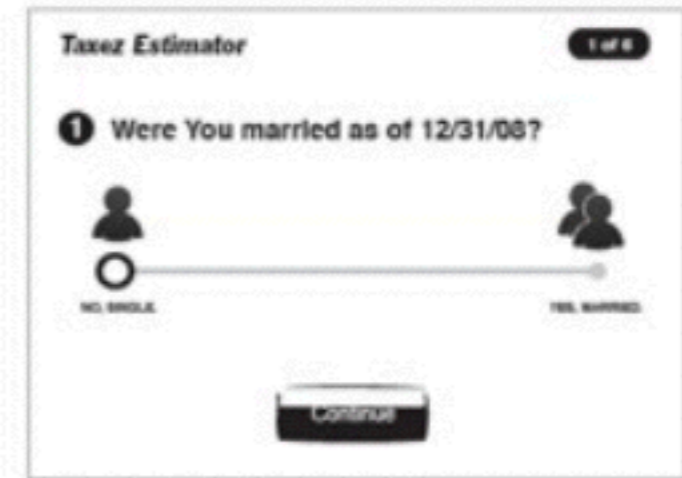 Taxez Estimator
1 of 6
1 Were You married as of 12/31/08?
NO, SINGLE.
YES, MARRIED.
Continue